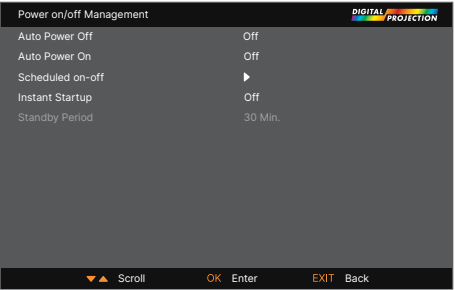 Power on/off Management
DIGITAL PROJECTION
Auto Power Off Off
Auto Power On Off
Scheduled on-off
Instant Startup Off
Standby Period 30 Min.
Scroll OK Enter EXIT Back